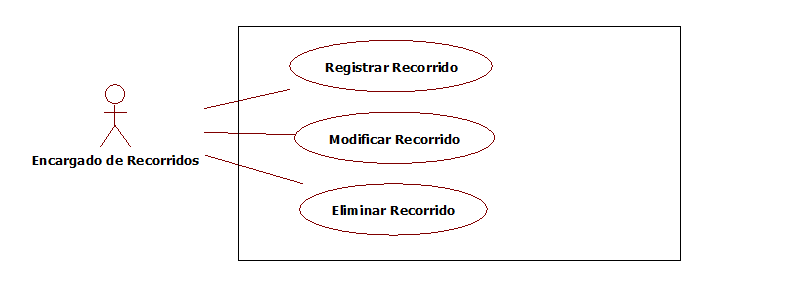 Registrar Recorrido
Modificar Recorrido
Encargado de Recorridos
Eliminar Recorrido